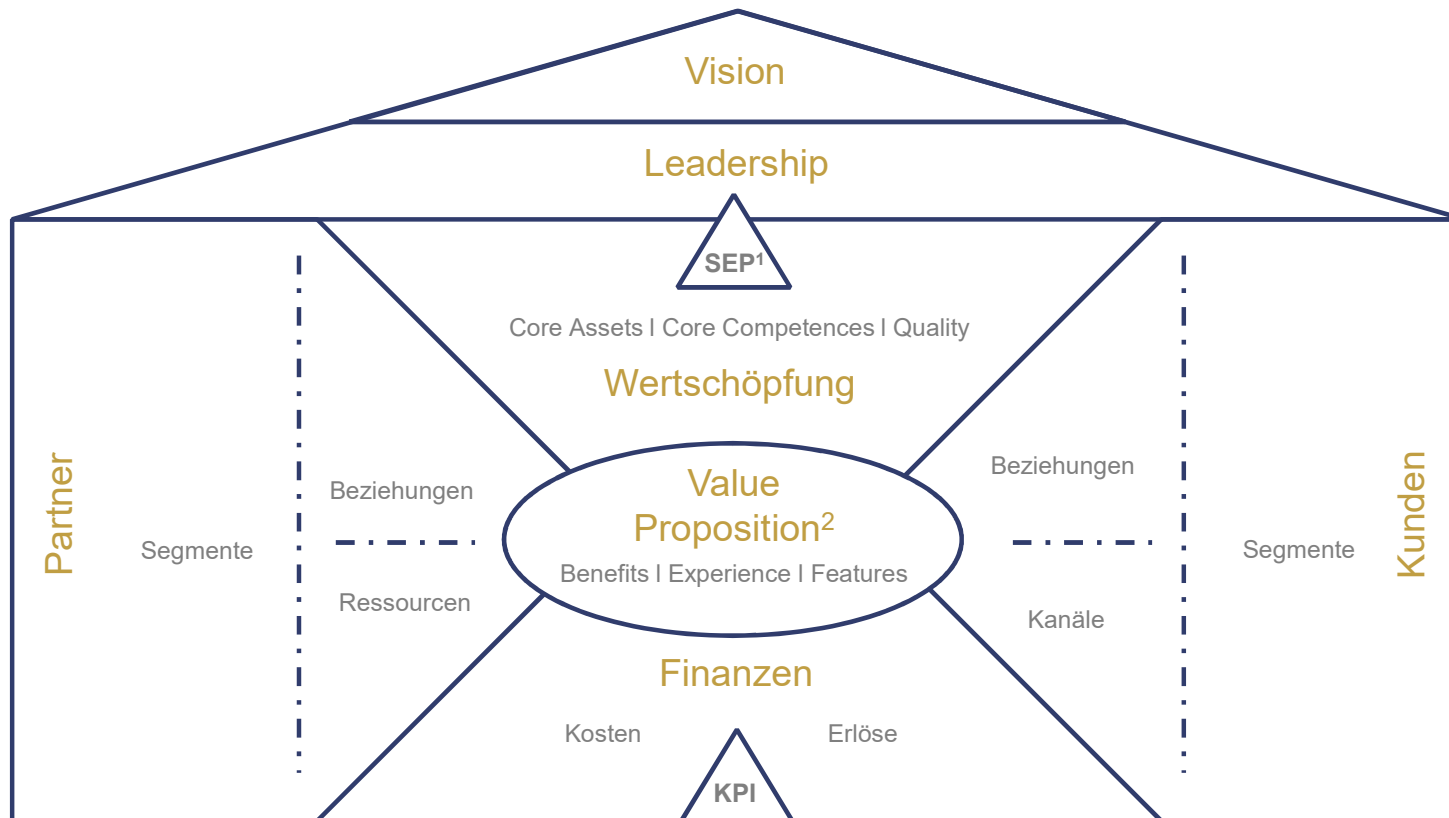 Vision
Leadership
SEP¹
Core Assets l Core Competences l Quality
Wertschöpfung
Partner
Segmente
Beziehungen
Ressourcen
Value
Proposition²
Benefits l Experience l Features
Beziehungen
Kanäle
Segmente
Kunden
Finanzen
Kosten
Erlöse
KPI